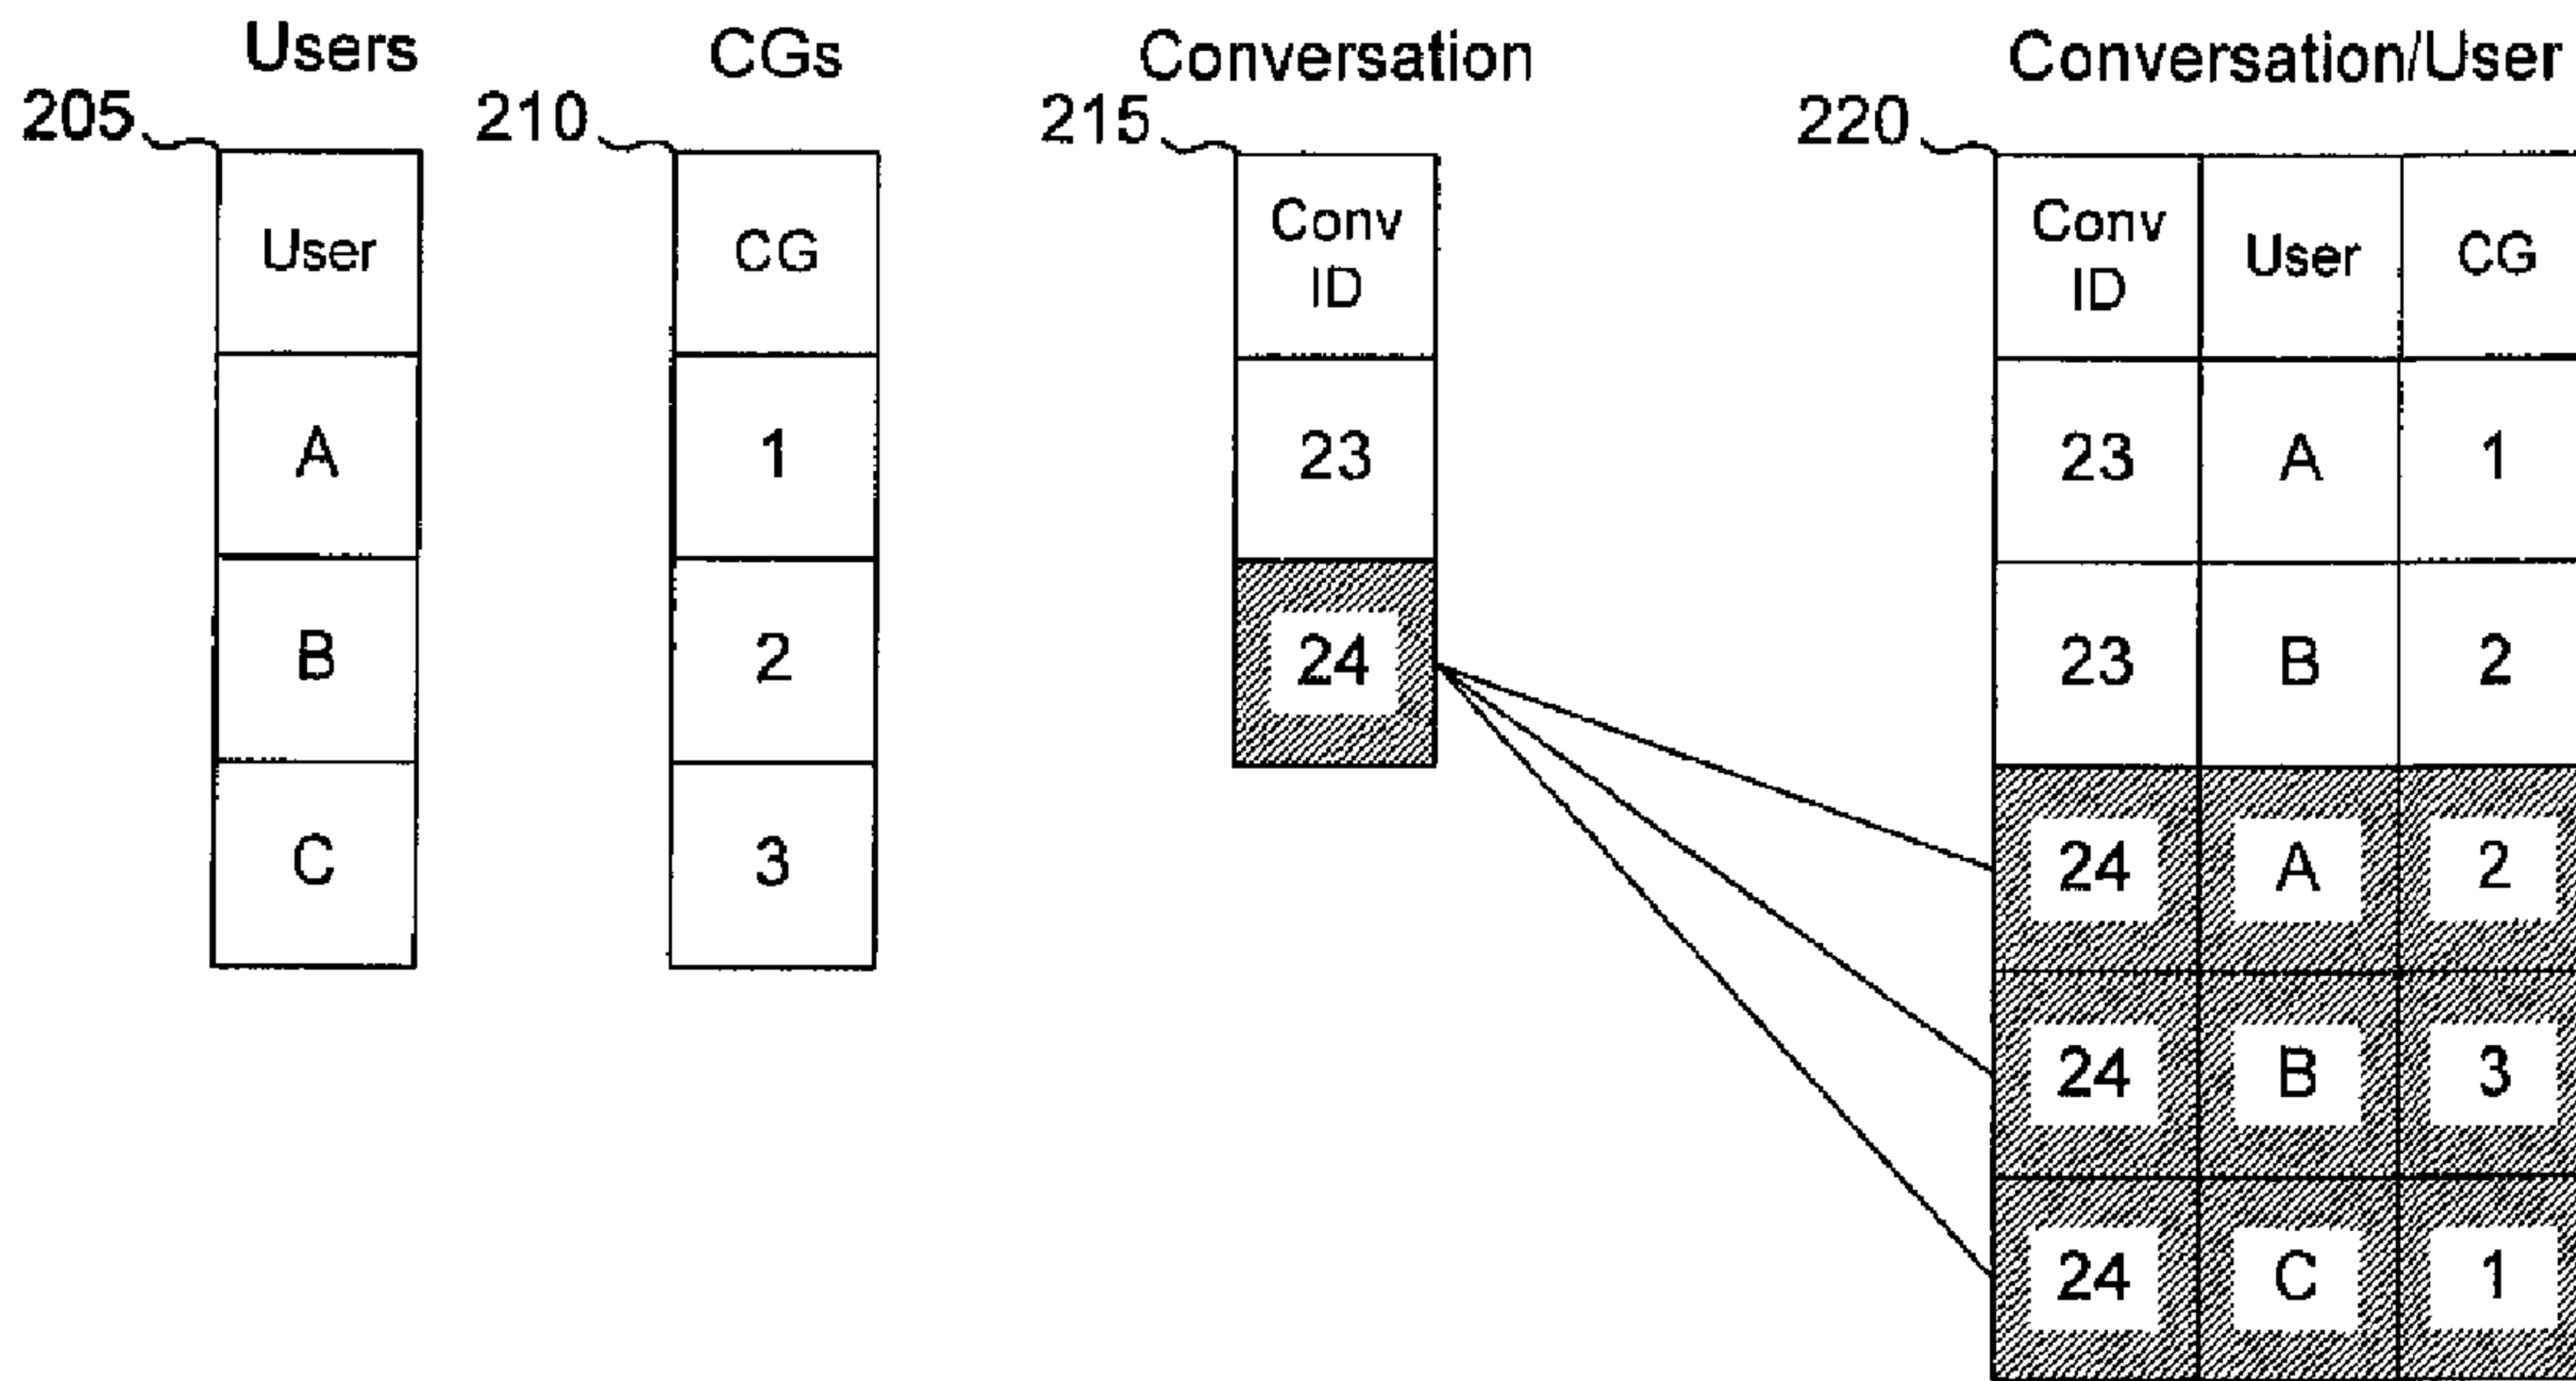 Users
CGs
Conversation
Conversation/User
205
210
215
220
User
A
B
C
CG
1
2
3
Conv
ID
23
24
Conv
ID
User
CG
23
A
1
23
B
2
24
A
2
24
B
3
24
C
1